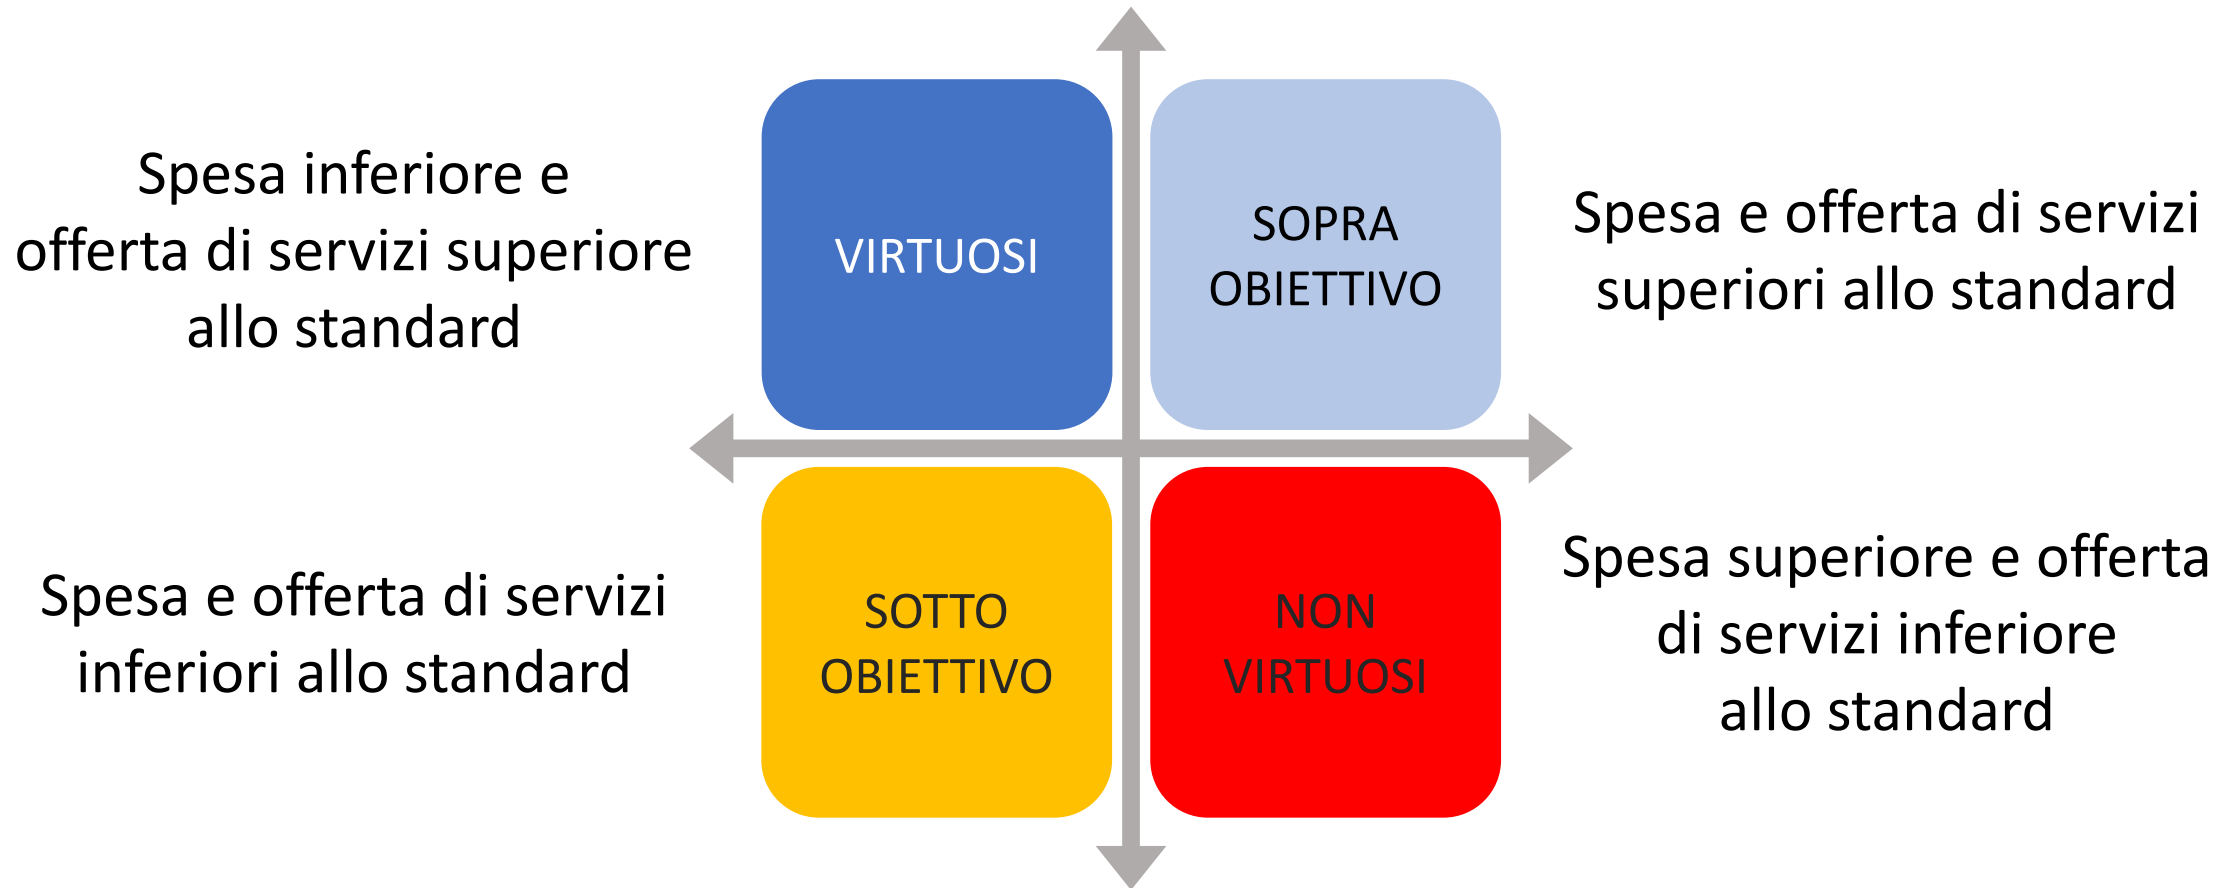 Spesa inferiore e
offerta di servizi superiore
allo standard
VIRTUOSI
SOPRA
OBIETTIVO
Spesa e offerta di servizi
superiori allo standard
Spesa e offerta di servizi
inferiori allo standard
SOTTO
OBIETTIVO
NON
VIRTUOSI
Spesa superiore e offerta
di servizi inferiore
allo standard